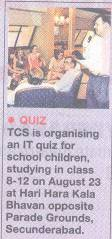 ● QUIZ
TCS is organising
an IT quiz for
school children,
studying in class
8-12 on August 23
at Hari Hara Kala
Bhavan opposite
Parade Grounds,
Secunderabad.